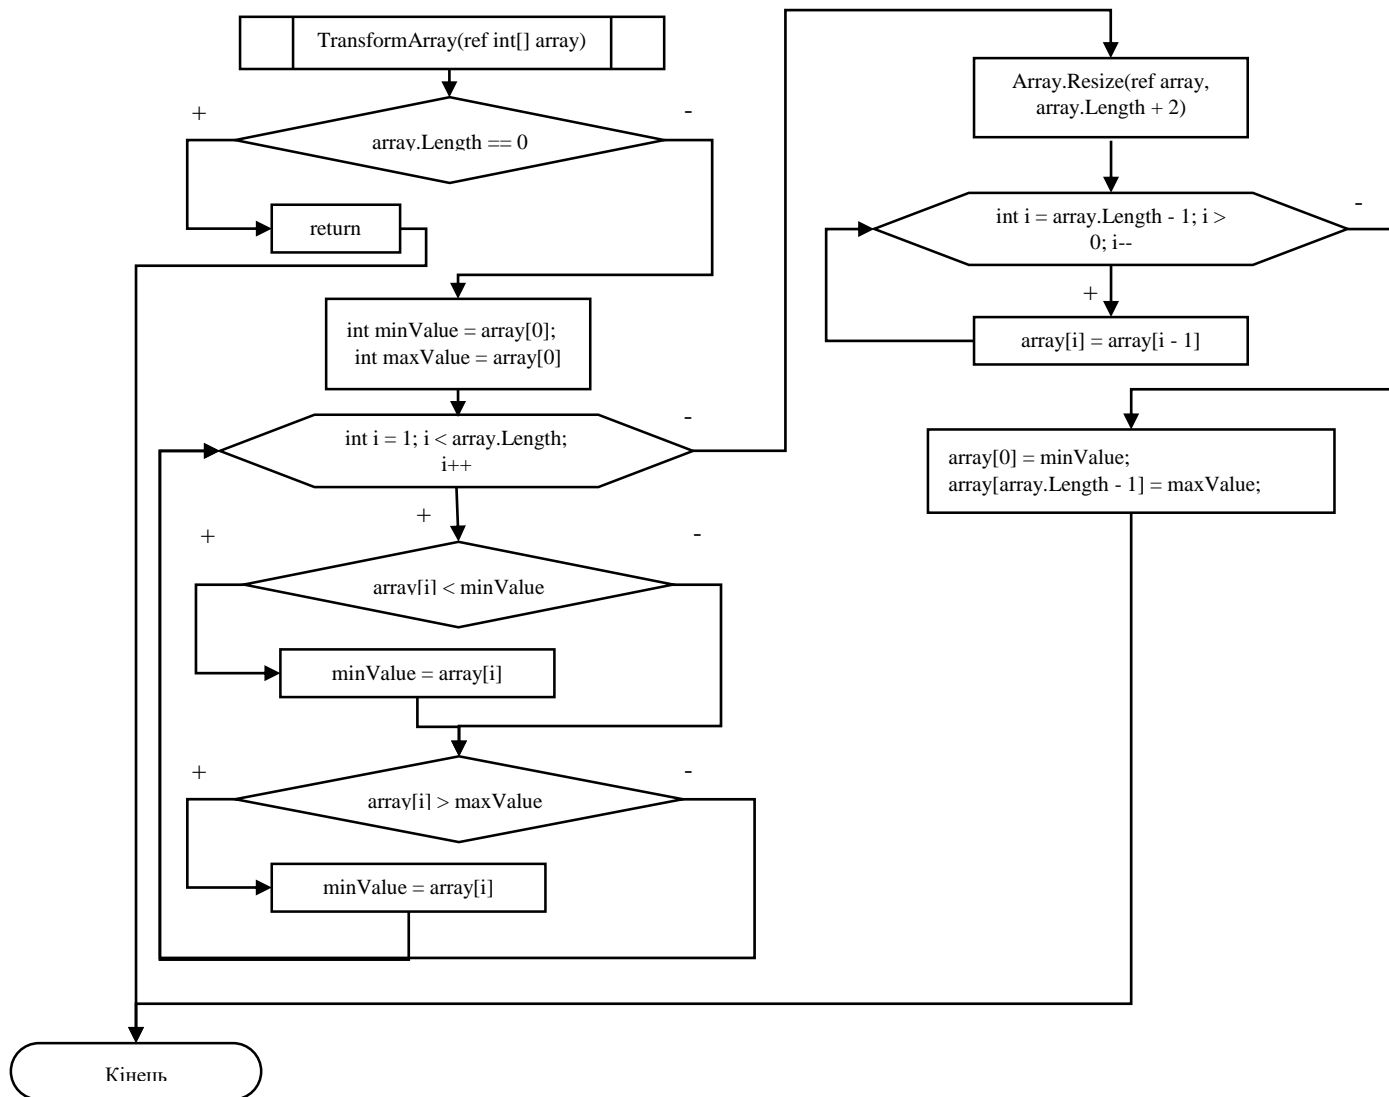 TransformArray(ref int[] array)
+
-
array.Length == 0
return
int minValue = array[0];
int maxValue = array[0]
-
int i = 1; i < array.Length;
i++
+
+
-
array[i] < minValue
minValue = array[i]
+
-
array[i] > maxValue
minValue = array[i]
Кінець
Array.Resize(ref array,
array.Length + 2)
-
int i = array.Length - 1; i >
0; i--
+
array[i] = array[i - 1]
array[0] = minValue;
array[array.Length - 1] = maxValue;